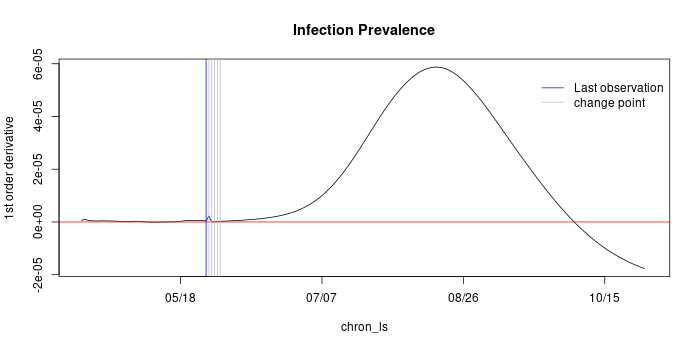 Infection Prevalence
1st order derivative
6e-05
4e-05
2e-05
0e+00
-2e-05
Last observation
change point
05/18
07/07
08/26
10/15
chron_ls